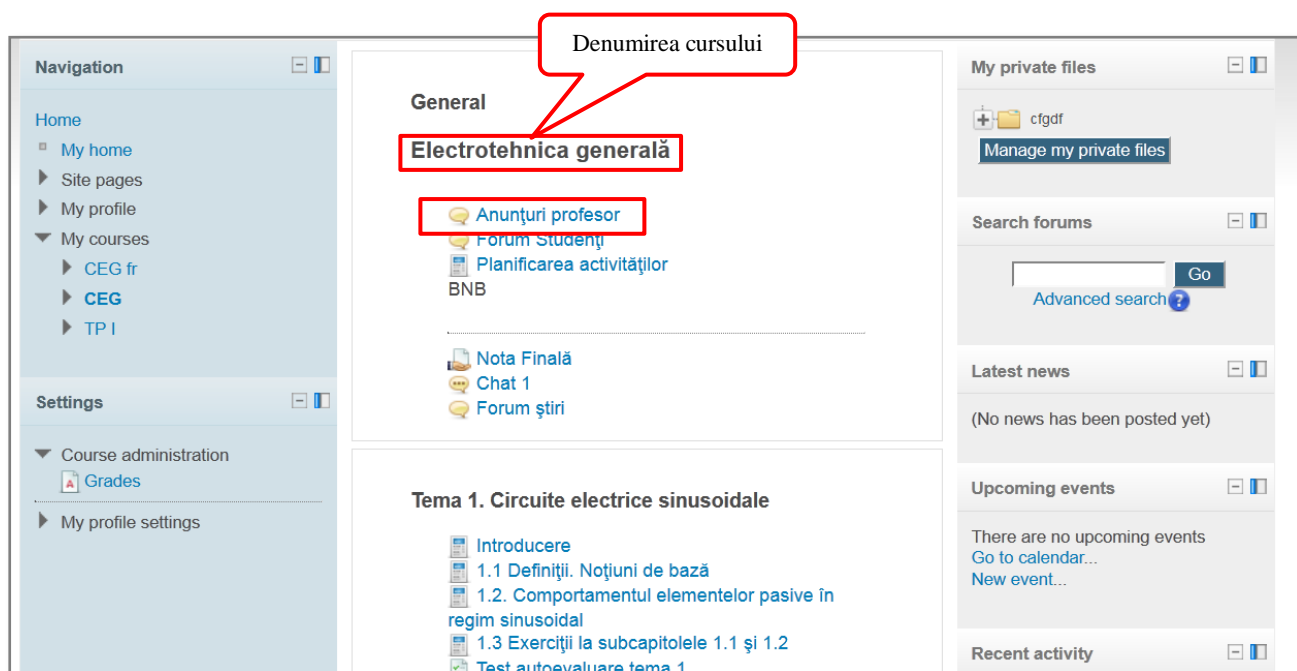 Denumirea cursului
Navigation
Home
My home
Site pages
My profile
My courses
CEG fr
CEG
TP I
Settings
Course administration
Grades
My profile settings
General
Electrotehnica generală
Anunţuri profesor
Forum Studenţi
Planificarea activităţilor
BNB
Nota Finală
Chat 1
Forum ştiri
Tema 1. Circuite electrice sinusoidale
Introducere
1.1 Definiţii. Noţiuni de bază
1.2. Comportamentul elementelor pasive în
regim sinusoidal
1.3 Exerciţii la subcapitolele 1.1 şi 1.2
Test autoevaluare tema 1
My private files
cfgdf
Manage my private files
Search forums
Go
Advanced search
Latest news
(No news has been posted yet)
Upcoming events
There are no upcoming events
Go to calendar...
New event...
Recent activity